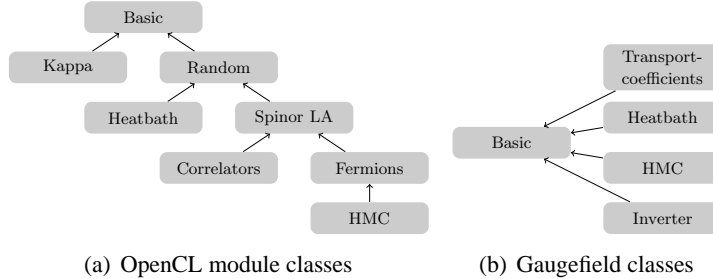 Basic
Kappa
Random
Heatbath
Spinor LA
Correlators
Fermions
HMC
(a) OpenCL module classes
Transport-
coefficients
Heatbath
Basic
HMC
Inverter
(b) Gaugefield classes